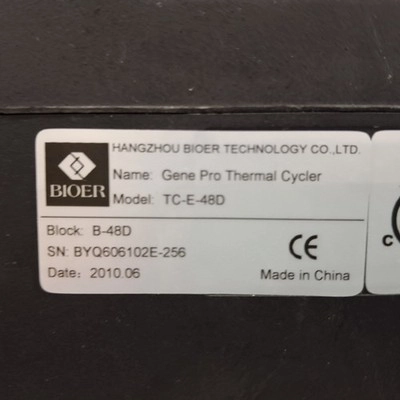 BIOER
HANGZHOU BIOER TECHNOLOGY CO.,LTD.
Name: Gene Pro Thermal Cycler
Model: TC-E-48D
Block: B-48D
SN: BYQ606102E-256
Date: 2010.06
CE
Made in China
C